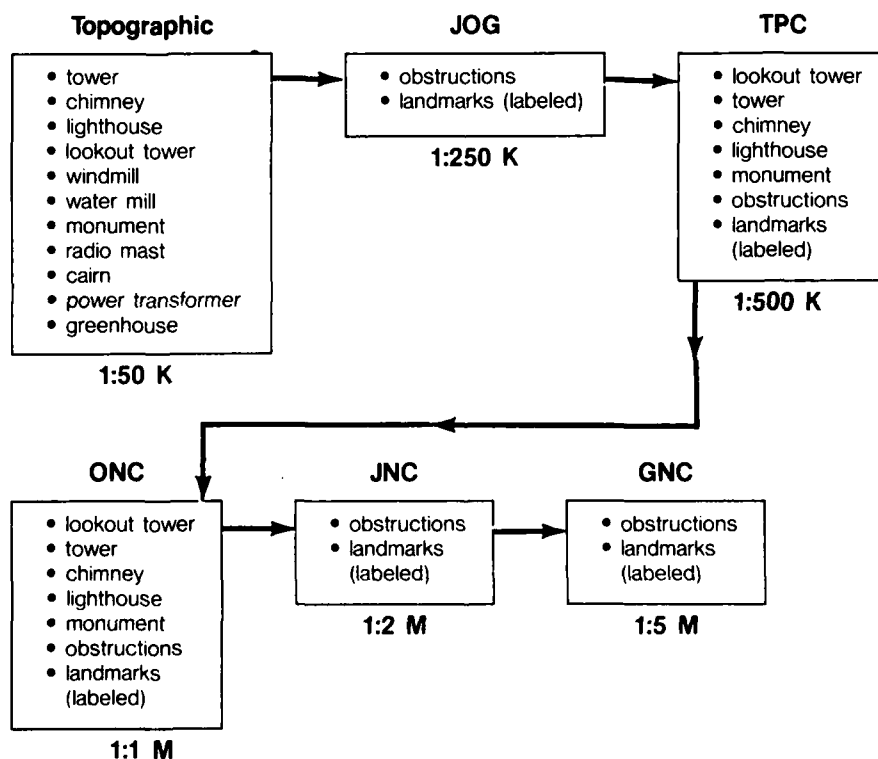 Topographic
• tower
• chimney
• lighthouse
• lookout tower
• windmill
• water mill
• monument
• radio mast
• cairn
• power transformer
• greenhouse
1:50 K
JOG
• obstructions
• landmarks (labeled)
1:250 K
TPC
• lookout tower
• tower
• chimney
• lighthouse
• monument
• obstructions
• landmarks
(labeled)
1:500 K
ONC
• lookout tower
• tower
• chimney
• lighthouse
• monument
• obstructions
• landmarks
(labeled)
1:1 M
JNC
• obstructions
• landmarks
(labeled)
1:2 M
GNC
• obstructions
• landmarks
(labeled)
1:5 M